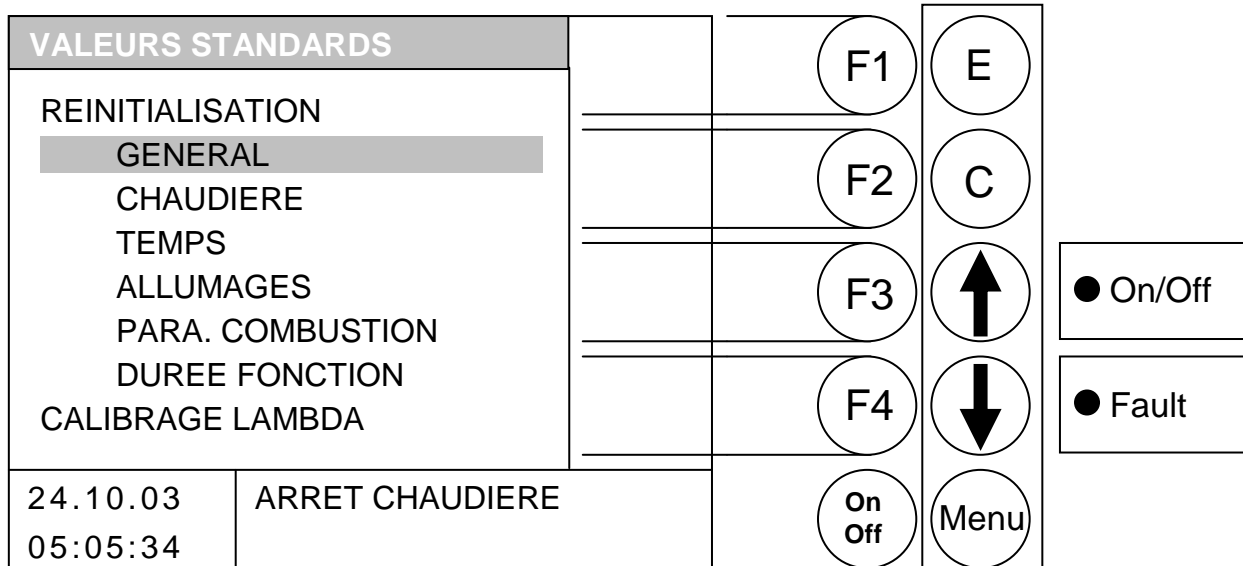 VALEURS STANDARDS
REINITIALISATION
GENERAL
CHAUDIERE
TEMPS
ALLUMAGES
PARA. COMBUSTION
DUREE FONCTION
CALIBRAGE LAMBDA
24.10.03
05:05:34
ARRET CHAUDIERE
F1
E
F2
C
F3
F4
On
Off
Menu
On/Off
Fault